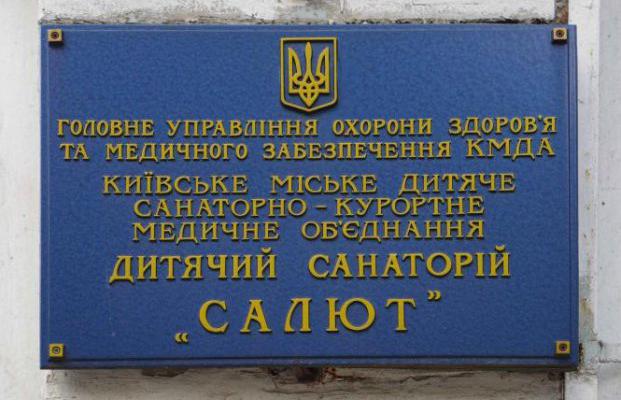 ГОЛОВНЕ УПРАВЛІННЯ ОХОРОНИ ЗДОРОВ'Я
ТА МЕДИЧНОГО ЗАБЕЗПЕЧЕННЯ КМДА
КИЇВСЬКЕ МІСЬКЕ ДИТЯЧЕ
САНАТОРНО - КУРОРТНЕ
МЕДИЧНЕ ОБ'ЄДНАННЯ
ДИТЯЧИЙ САНАТОРІЙ
„САЛЮТ”